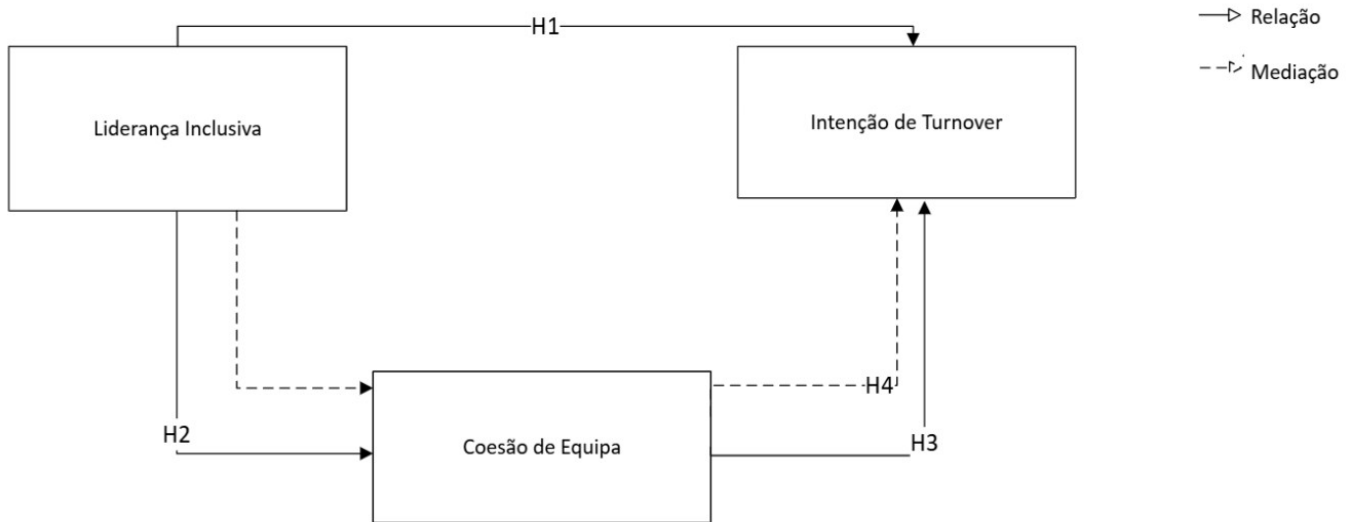 H1
Relação
Mediação
Liderança Inclusiva
Intenção de Turnover
H4
H2
H3
Coesão de Equipa